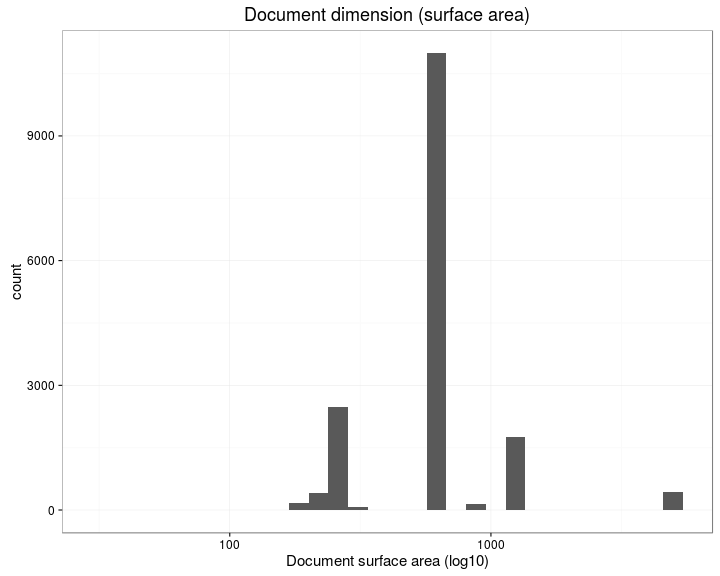 Document dimension (surface area)
count
9000
6000
3000
0
100
1000
Document surface area (log10)